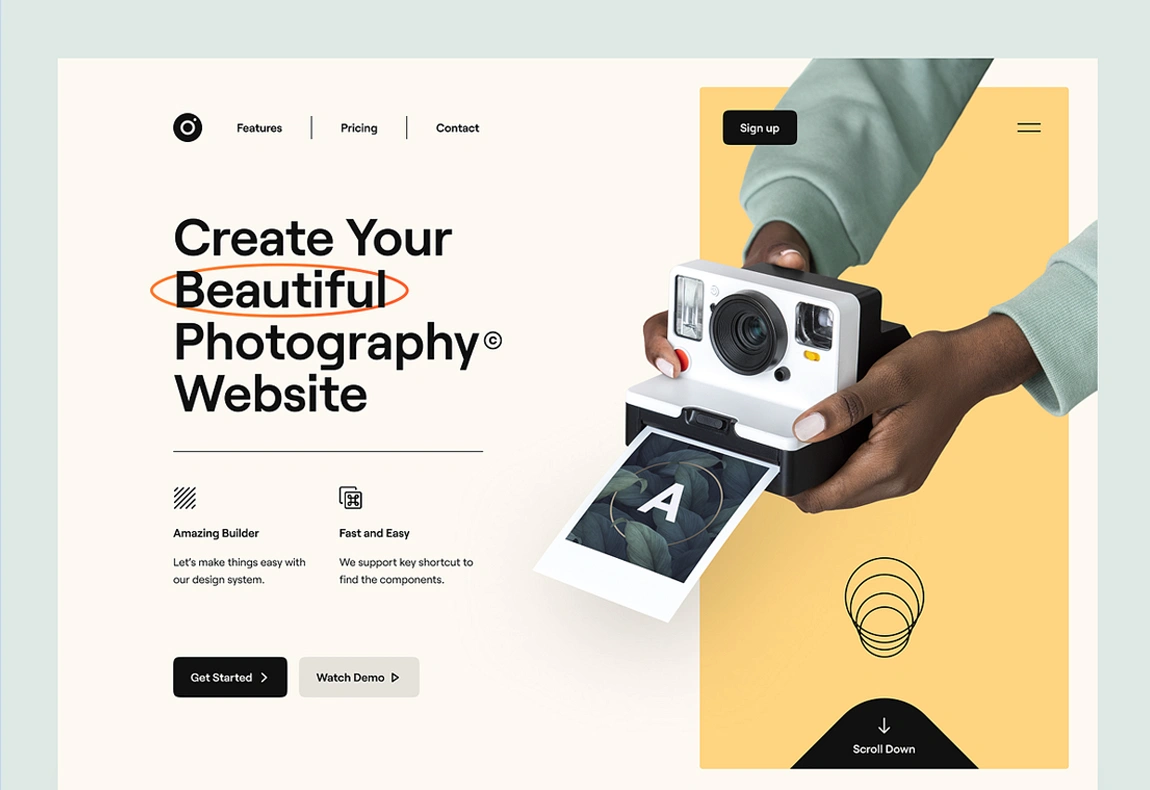 Features
Pricing
Contact
Sign up
Create Your
Beautiful
Photography©
Website
Amazing Builder
Let's make things easy with
our design system.
Fast and Easy
We support key shortcut to
find the components.
A
Get Started
Watch Demo
Scroll Down